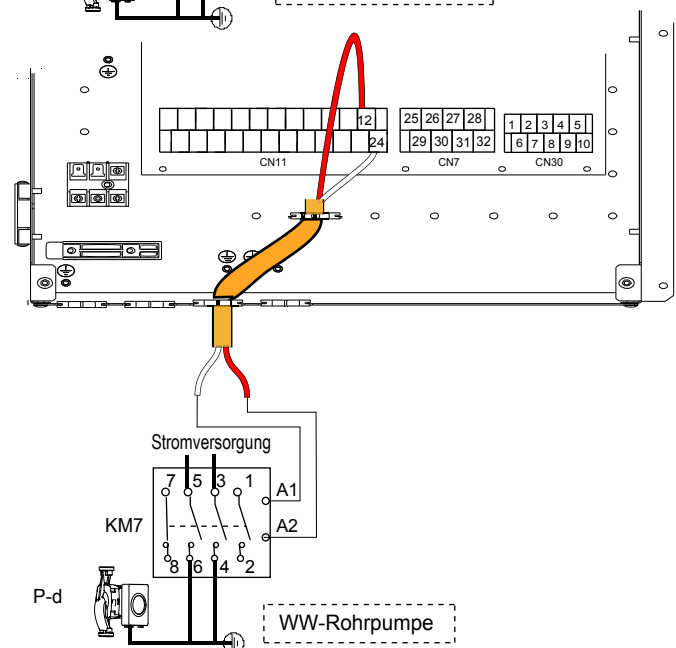 12 25 26 27 28 1 2 3 4 5
24 29 30 31 32 6 7 8 9 10
CN11 CN7 CN30
Stromversorgung
7 5 3 1
A1
KM7 A2
8 6 4 2
P-d
WW-Rohrpumpe